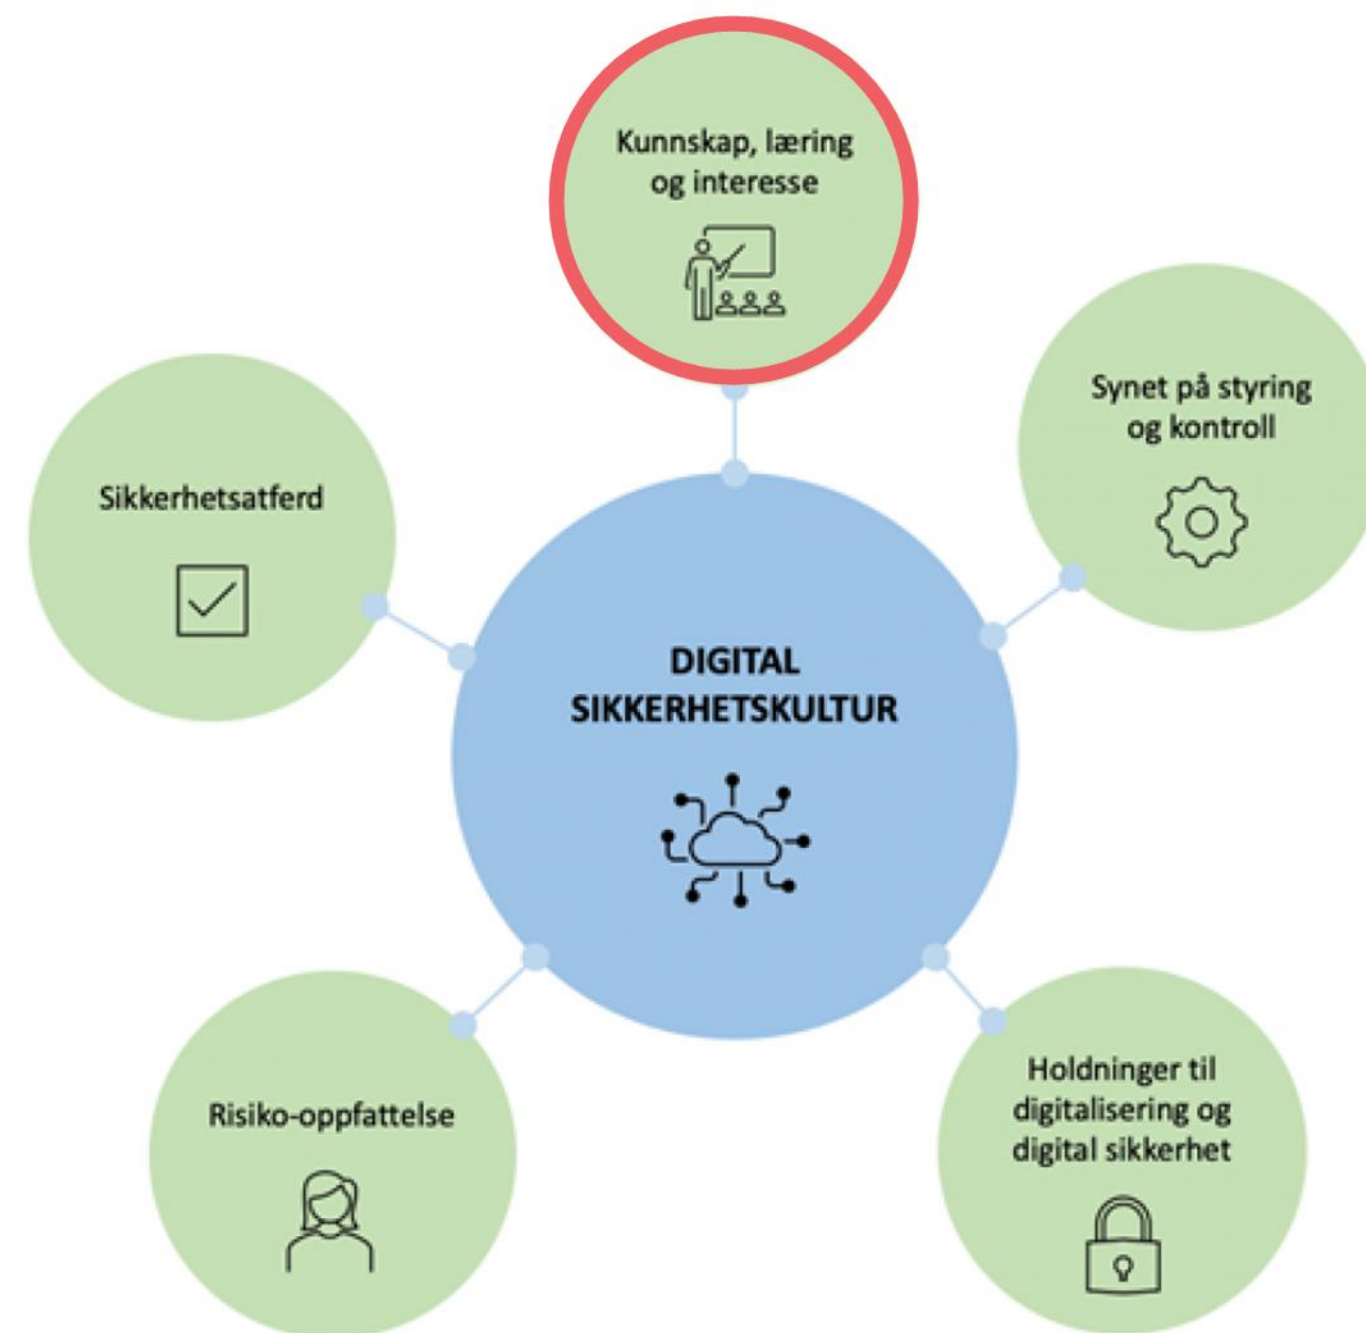 Kunnskap, læring
og interesse
Synet på styring
og kontroll
Sikkerhetsatferd
DIGITAL
SIKKERHETSKULTUR
Risiko-oppfattelse
Holdninger til
digitalisering og
digital sikkerhet